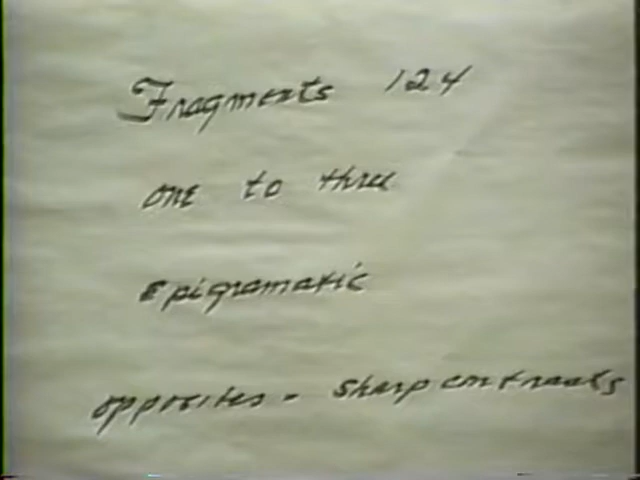 Fragments 124
one to three
Epigramatic
opposites - sharp contrasts